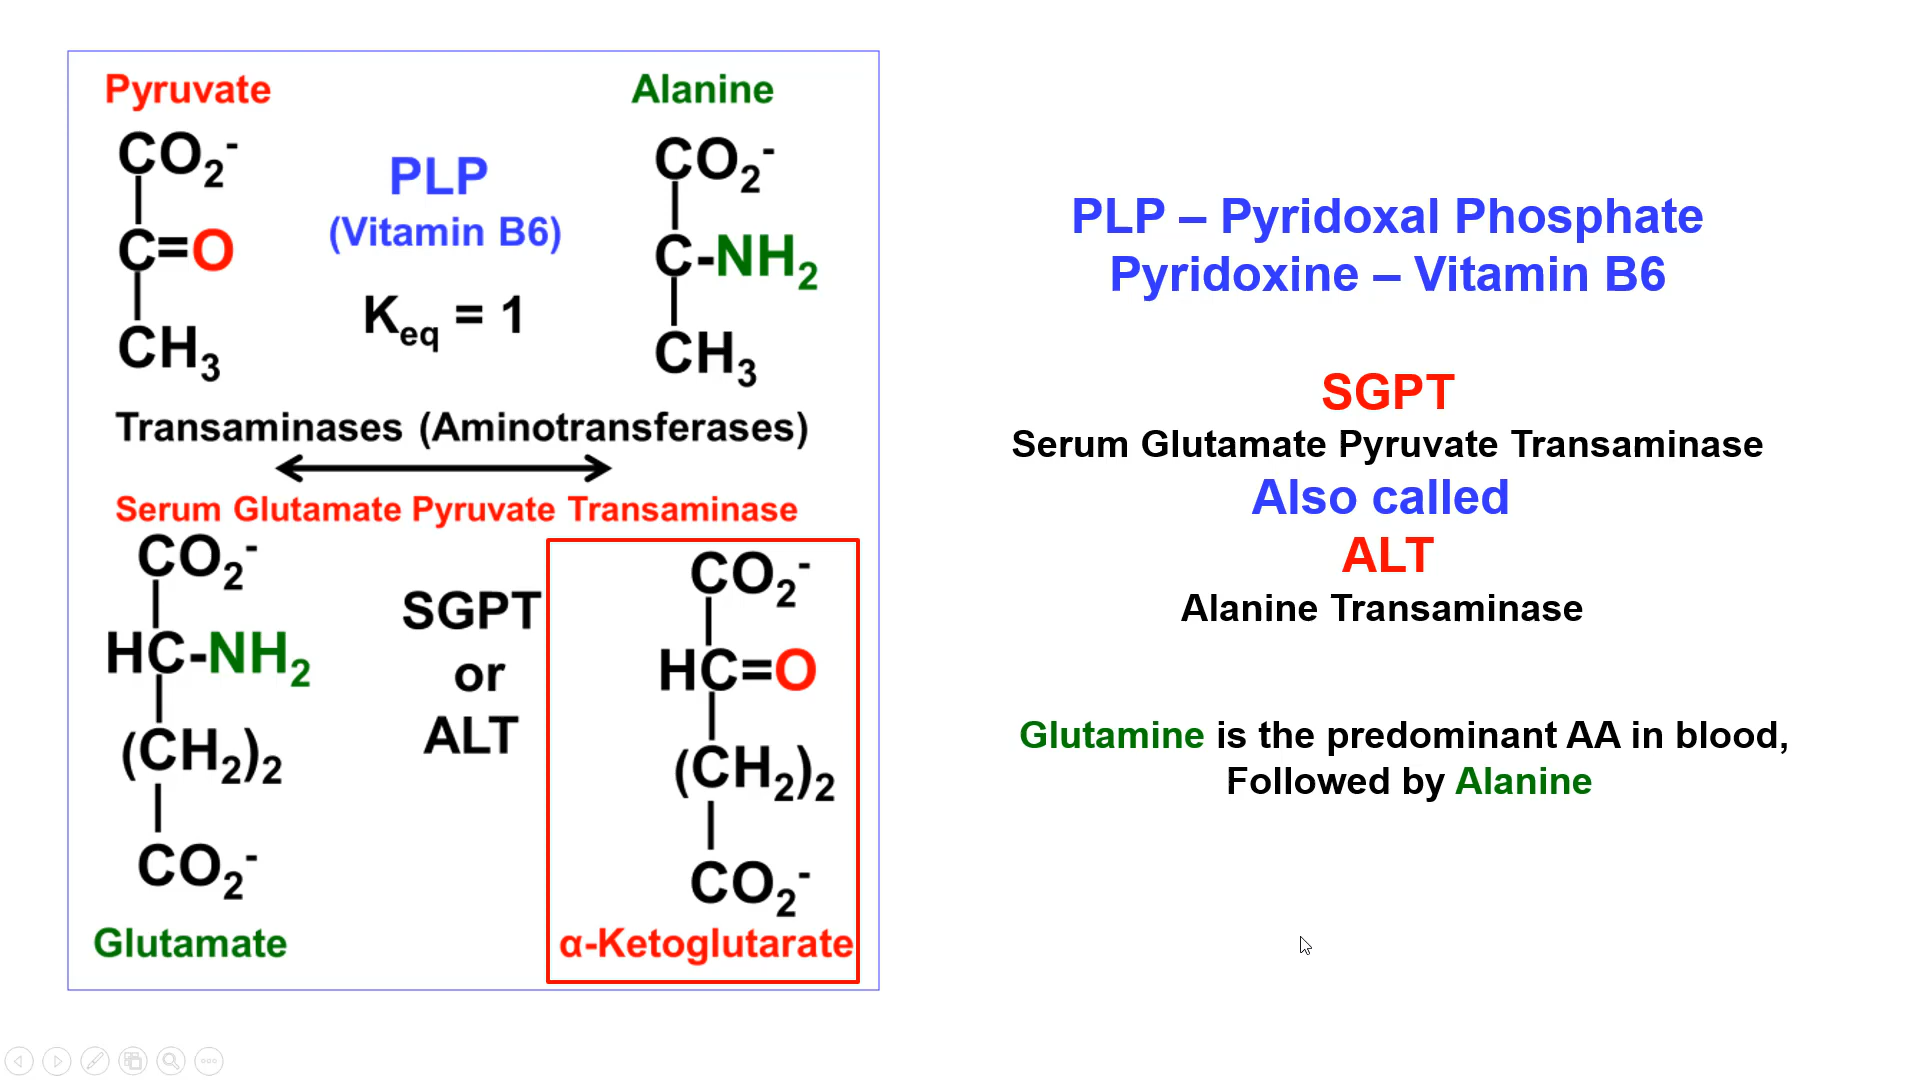 Pyruvate
CO₂⁻
C=O
CH₃
PLP
(Vitamin B6)
Keq = 1
Alanine
CO₂⁻
C-NH₂
CH₃
Transaminases (Aminotransferases)
Serum Glutamate Pyruvate Transaminase
CO₂⁻
HC-NH₂
(CH₂)₂
CO₂⁻
Glutamate
SGPT
or
ALT
CO₂⁻
HC=O
(CH₂)₂
CO₂⁻
α-Ketoglutarate
PLP – Pyridoxal Phosphate
Pyridoxine – Vitamin B6
SGPT
Serum Glutamate Pyruvate Transaminase
Also called
ALT
Alanine Transaminase
Glutamine is the predominant AA in blood,
Followed by Alanine